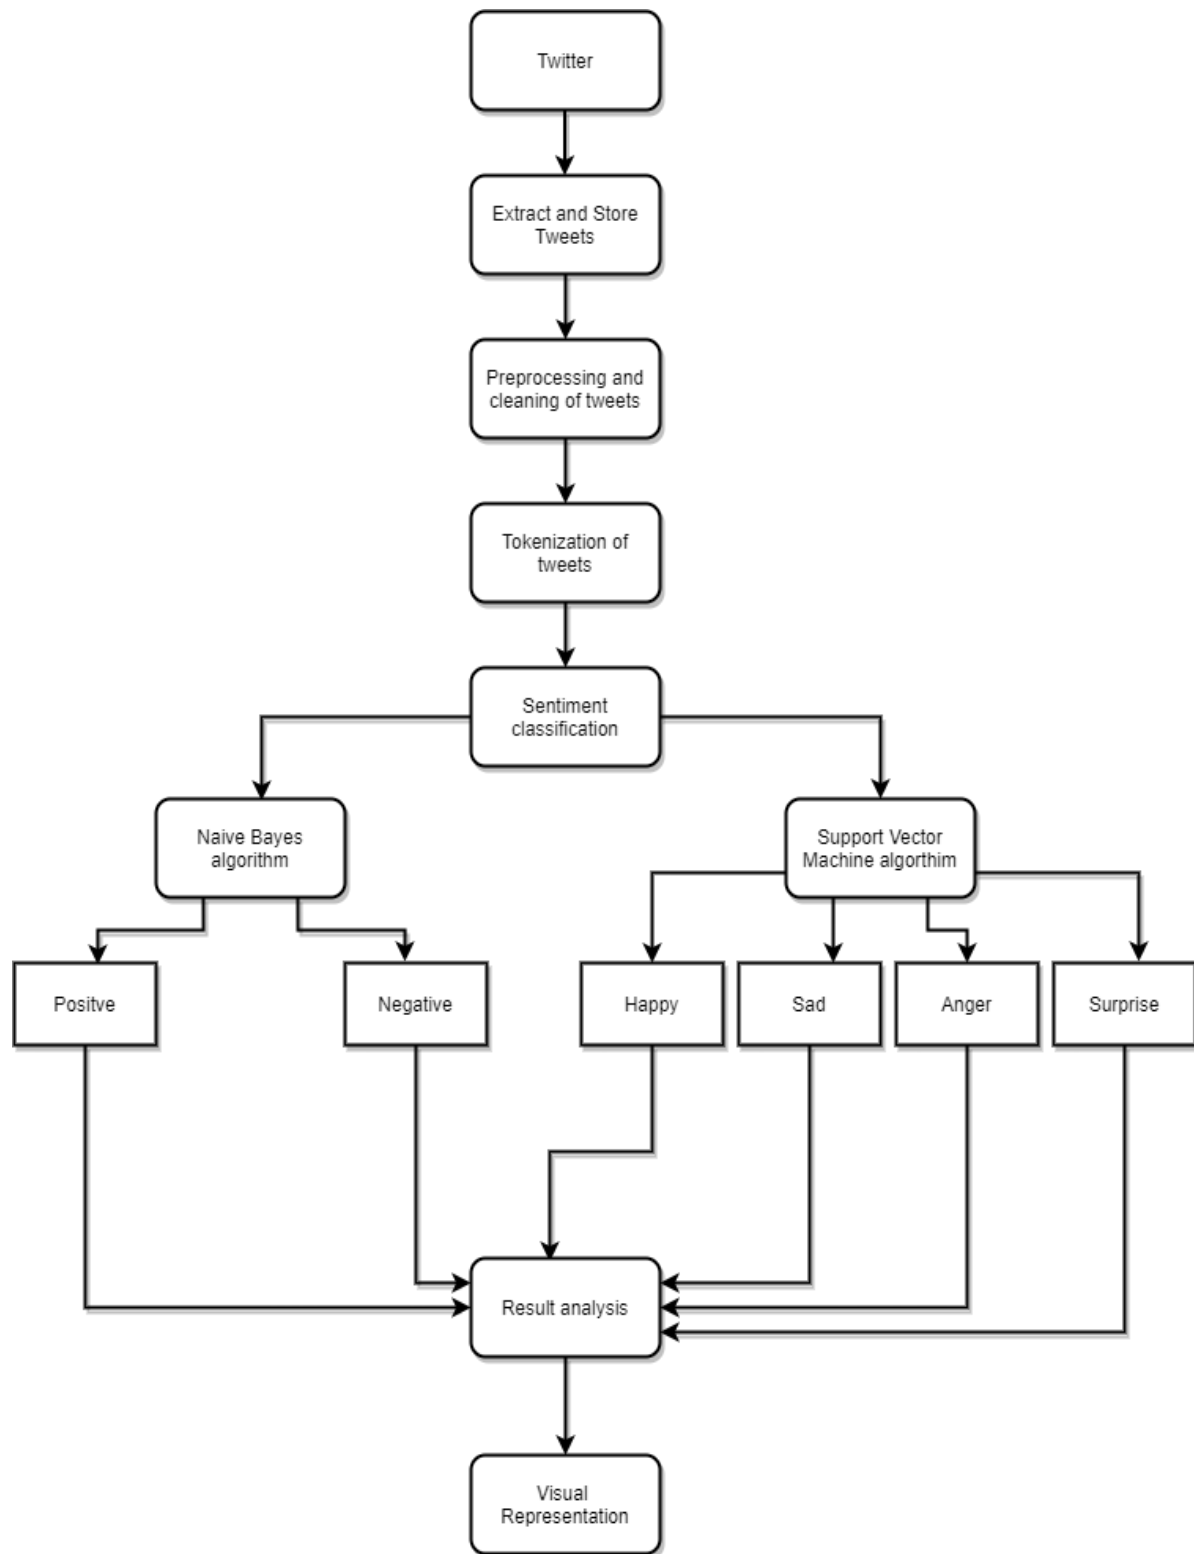 Twitter
Extract and Store
Tweets
Preprocessing and
cleaning of tweets
Tokenization of
tweets
Sentiment
classification
Naive Bayes
algorithm
Support Vector
Machine algorthim
Positve
Negative
Happy
Sad
Anger
Surprise
Result analysis
Visual
Representation